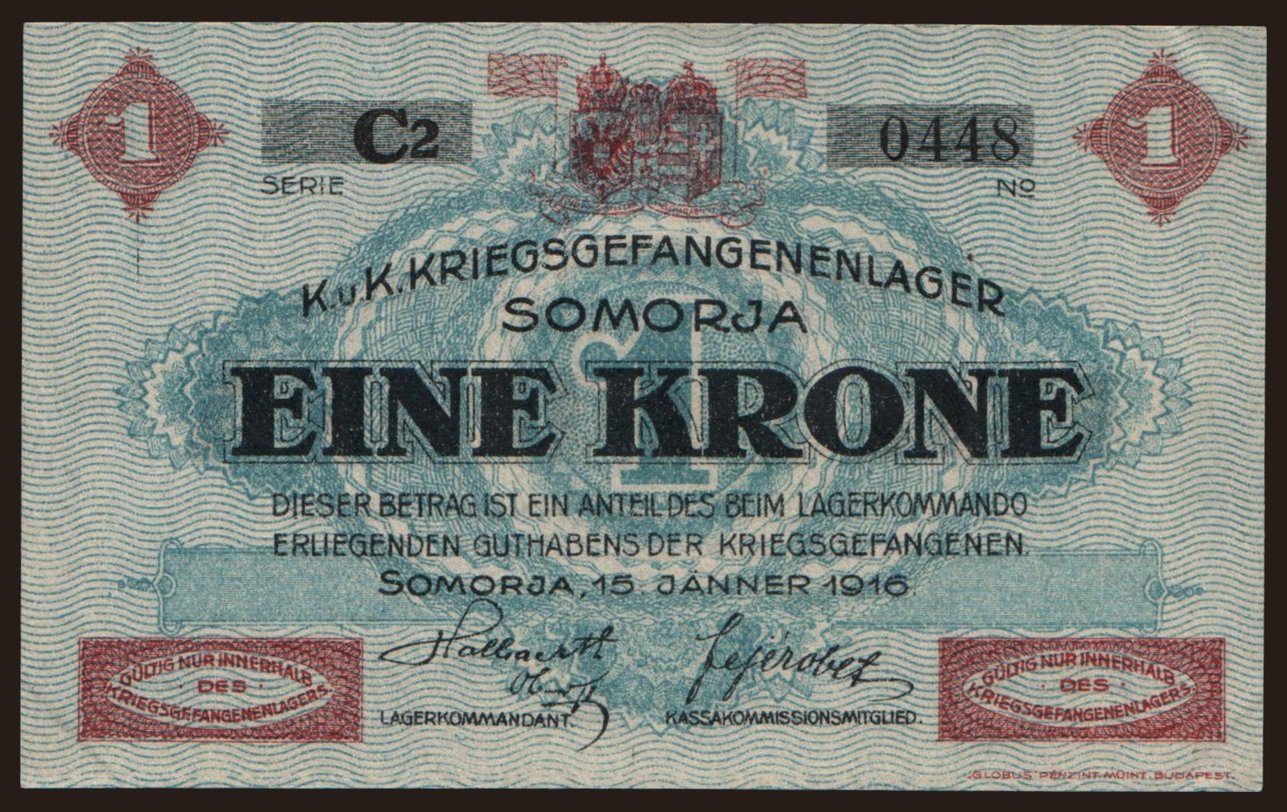 1
1
C2
0448
SERIE
No
K.u.K. KRIEGSGEFANGENENLAGER
SOMORJA
1
EINE KRONE
DIESER BETRAG IST EIN ANTEIL DES BEIM LAGERKOMMANDO
ERLIEGENDEN GUTHABENS DER KRIEGSGEFANGENEN.
SOMORJA, 15. JÄNNER 1916.
LAGERKOMMANDANT.
KASSAKOMMISSIONSMITGLIED.
GÜLTIG NUR INNERHALB
· DES ·
KRIEGSGEFANGENENLAGERS.
GÜLTIG NUR INNERHALB
· DES ·
KRIEGSGEFANGENENLAGERS.
„GLOBUS" PÉNZINT. MŰINT. BUDAPEST.